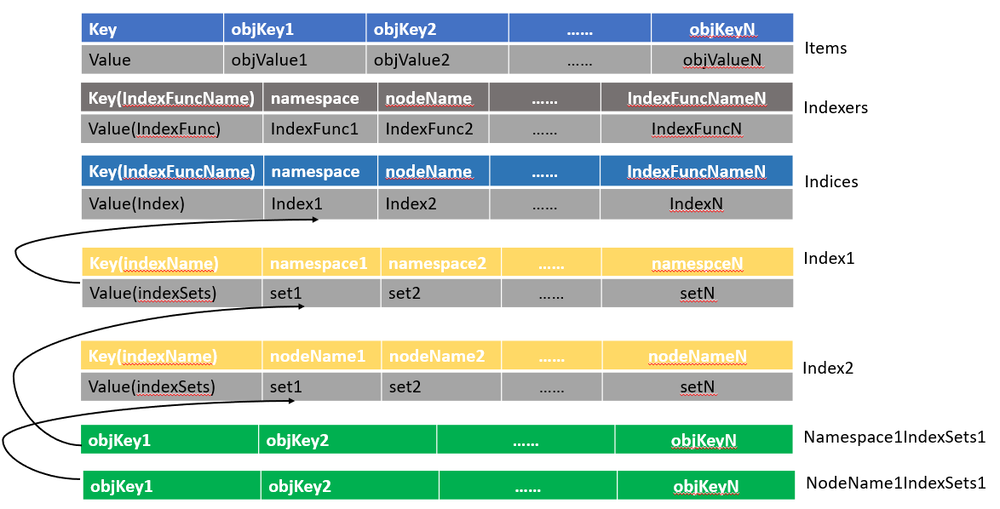 Key objKey1 objKey2 …… objKeyN
Items
Value objValue1 objValue2 …… objValueN
Key(IndexFuncName) namespace nodeName …… IndexFuncNameN
Indexers
Value(IndexFunc) IndexFunc1 IndexFunc2 …… IndexFuncN
Key(IndexFuncName) namespace nodeName …… IndexFuncNameN
Indices
Value(Index) Index1 Index2 …… IndexN
Key(indexName) namespace1 namespace2 …… namespceN
Index1
Value(indexSets) set1 set2 …… setN
Key(indexName) nodeName1 nodeName2 …… nodeNameN
Index2
Value(indexSets) set1 set2 …… setN
objKey1 objKey2 …… objKeyN
Namespace1IndexSets1
objKey1 objKey2 …… objKeyN
NodeName1IndexSets1